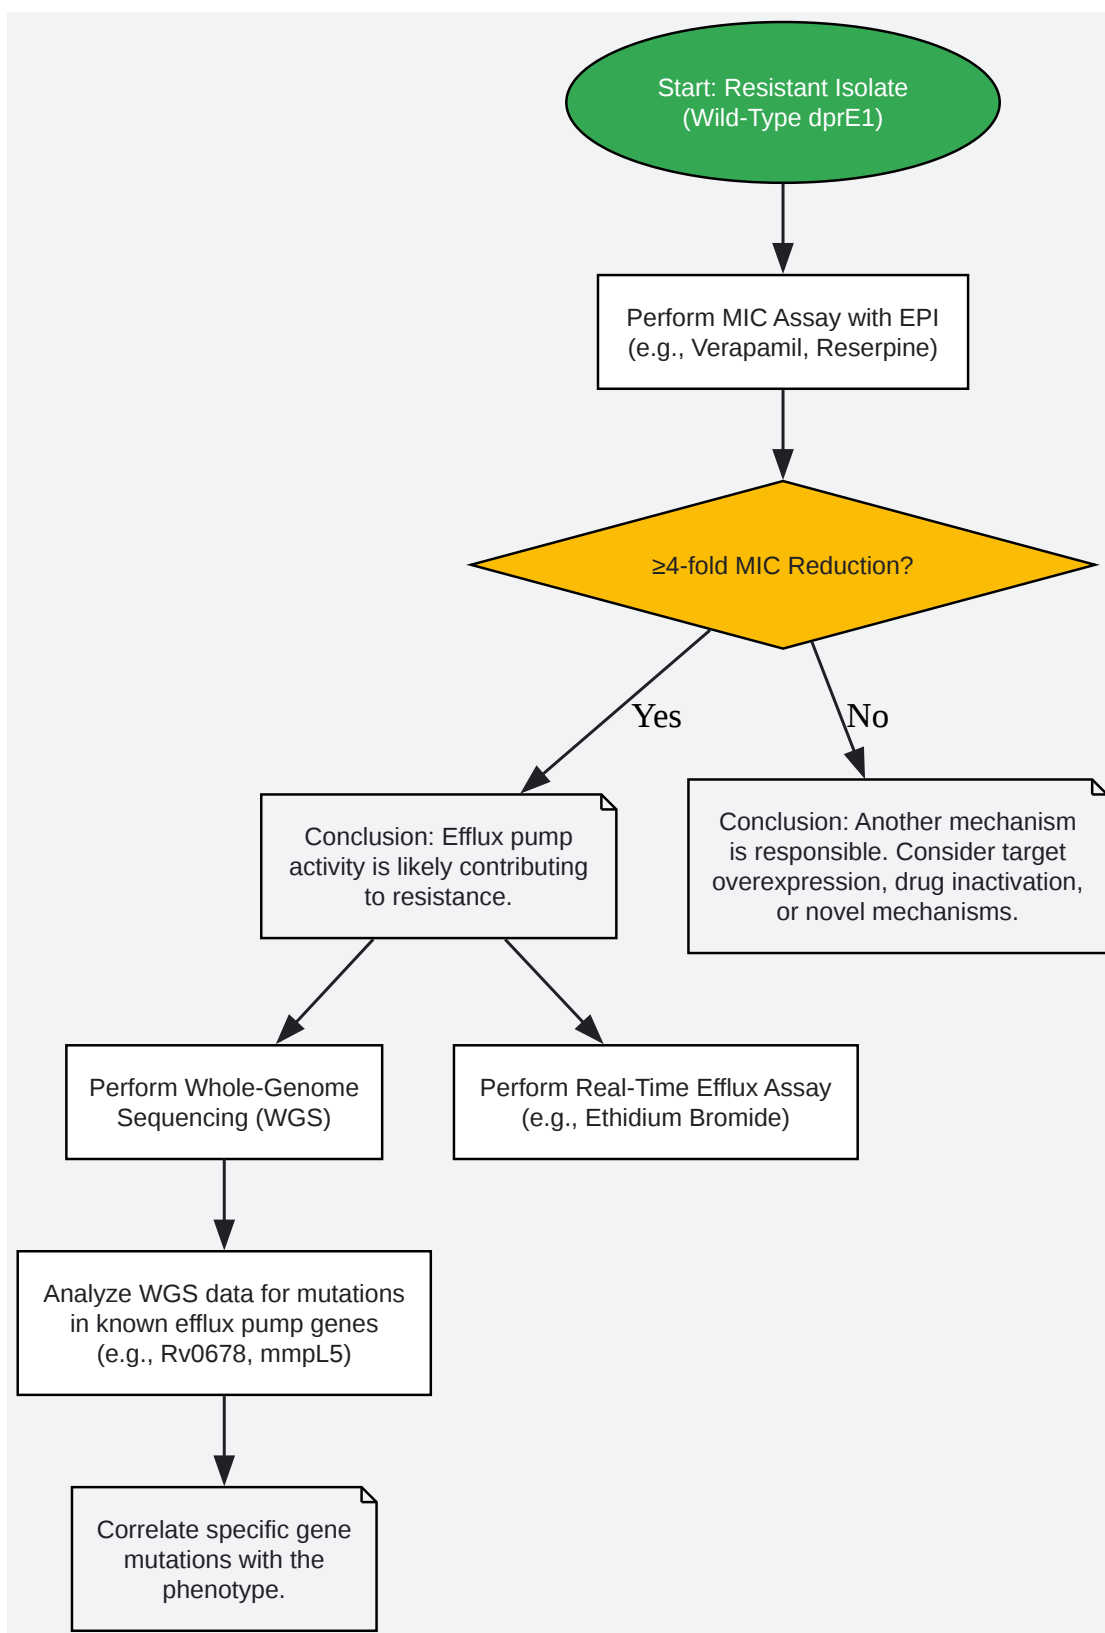 Start: Resistant Isolate
(Wild-Type dprE1)
Perform MIC Assay with EPI
(e.g., Verapamil, Reserpine)
≥4-fold MIC Reduction?
Yes
No
Conclusion: Efflux pump
activity is likely contributing
to resistance.
Conclusion: Another mechanism
is responsible. Consider target
overexpression, drug inactivation,
or novel mechanisms.
Perform Whole-Genome
Sequencing (WGS)
Perform Real-Time Efflux Assay
(e.g., Ethidium Bromide)
Analyze WGS data for mutations
in known efflux pump genes
(e.g., Rv0678, mmpL5)
Correlate specific gene
mutations with the
phenotype.